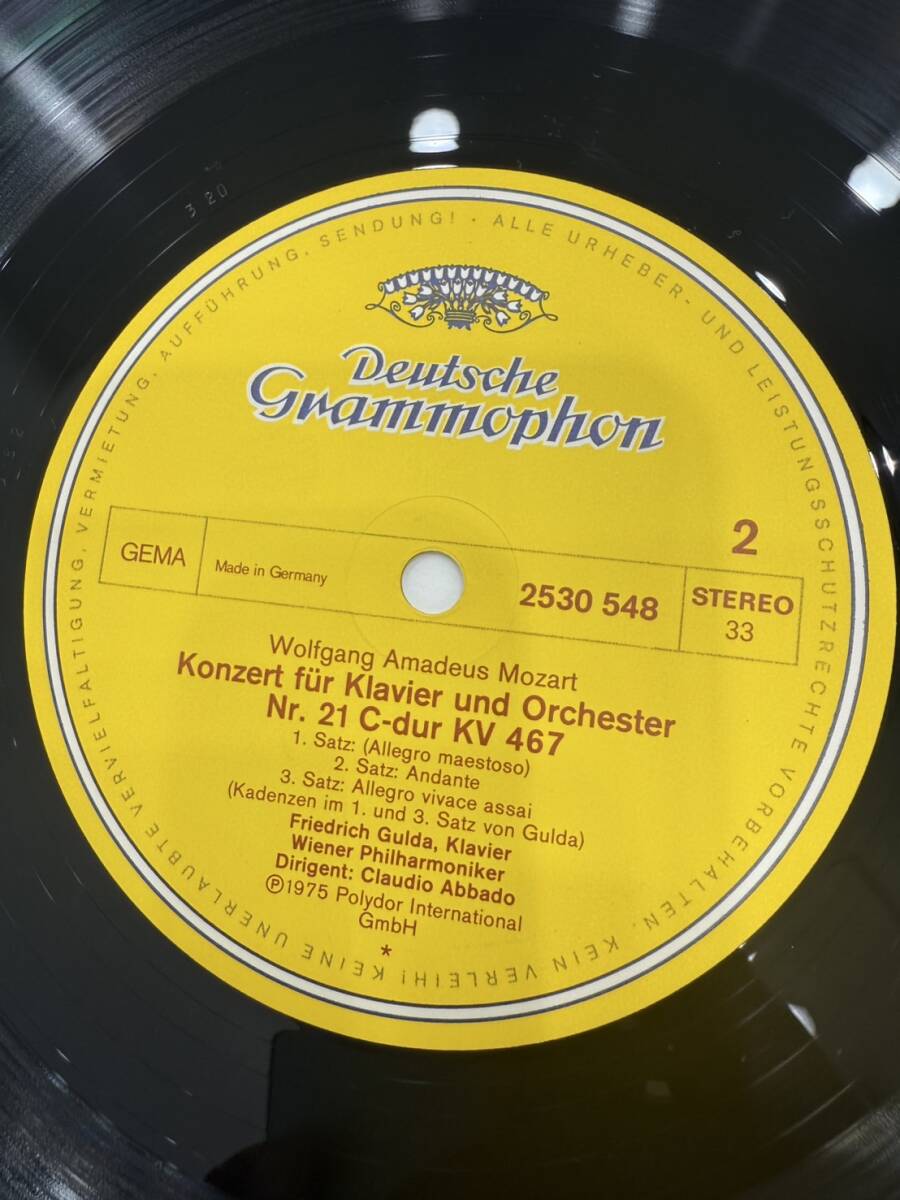 3 20
Deutsche
Grammophon
2
GEMA
Made in Germany
2530 548
STEREO
33
Wolfgang Amadeus Mozart
Konzert für Klavier und Orchester
Nr. 21 C-dur KV 467
1. Satz: (Allegro maestoso)
2. Satz: Andante
3. Satz: Allegro vivace assai
(Kadenzen im 1. und 3. Satz von Gulda)
Friedrich Gulda, Klavier
Wiener Philharmoniker
Dirigent: Claudio Abbado
Ⓟ1975 Polydor International
GmbH
*
ALLE URHEBER- UND LEISTUNGSSCHUTZRECHTE VORBEHALTEN. KEIN VERLEIH! KEINE UNERLAUBTE VERVIELFÄLTIGUNG, VERMIETUNG, AUFFÜHRUNG, SENDUNG! ·